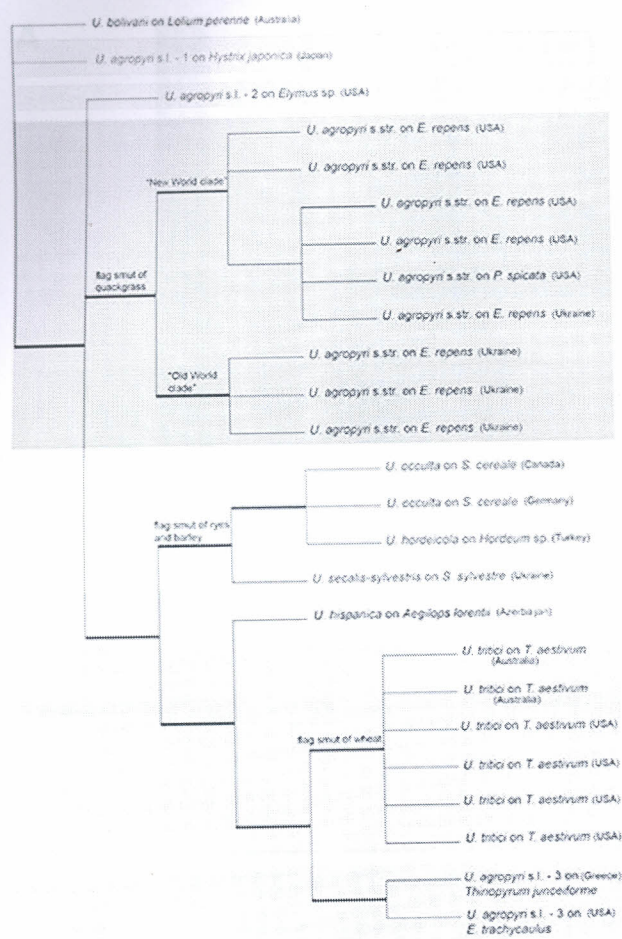 U. bolivani on Lolium perenne (Australia)
U. agropyri s.l. - 1 on Hystrix japonica (Japan)
U. agropyri s.l. - 2 on Elymus sp. (USA)
U. agropyri s.str. on E. repens (USA)
"New World clade"
U. agropyri s.str. on E. repens (USA)
U. agropyri s.str. on E. repens (USA)
U. agropyri s.str. on E. repens (USA)
flag smut of
quackgrass
U. agropyri s.str. on P. spicata (USA)
U. agropyri s.str. on E. repens (Ukraine)
U. agropyri s.str. on E. repens (Ukraine)
"Old World
clade"
U. agropyri s.str. on E. repens (Ukraine)
U. agropyri s.str. on E. repens (Ukraine)
U. occulta on S. cereale (Canada)
U. occulta on S. cereale (Germany)
flag smut of ryes
and barley
U. hordeicola on Hordeum sp. (Turkey)
U. secalis-sylvestris on S. sylvestre (Ukraine)
U. hispanica on Aegilops lorentii (Azerbaijan)
U. tritici on T. aestivum
(Australia)
U. tritici on T. aestivum
(Australia)
U. tritici on T. aestivum (USA)
flag smut of wheat
U. tritici on T. aestivum (USA)
U. tritici on T. aestivum (USA)
U. tritici on T. aestivum (USA)
U. agropyri s.l. - 3 on (Greece)
Thinopyrum junceiforme
U. agropyri s.l. - 3 on (USA)
E. trachycaulus